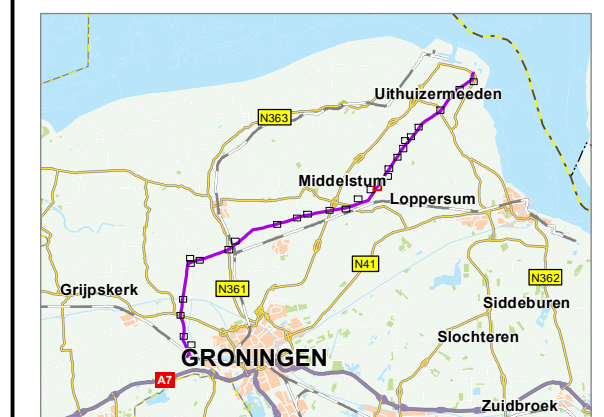 Uithuizermeeden
N363
Middelstum
Loppersum
N41
N362
Grijpskerk
N361
Siddeburen
Slochteren
GRONINGEN
A7
Zuidbroek